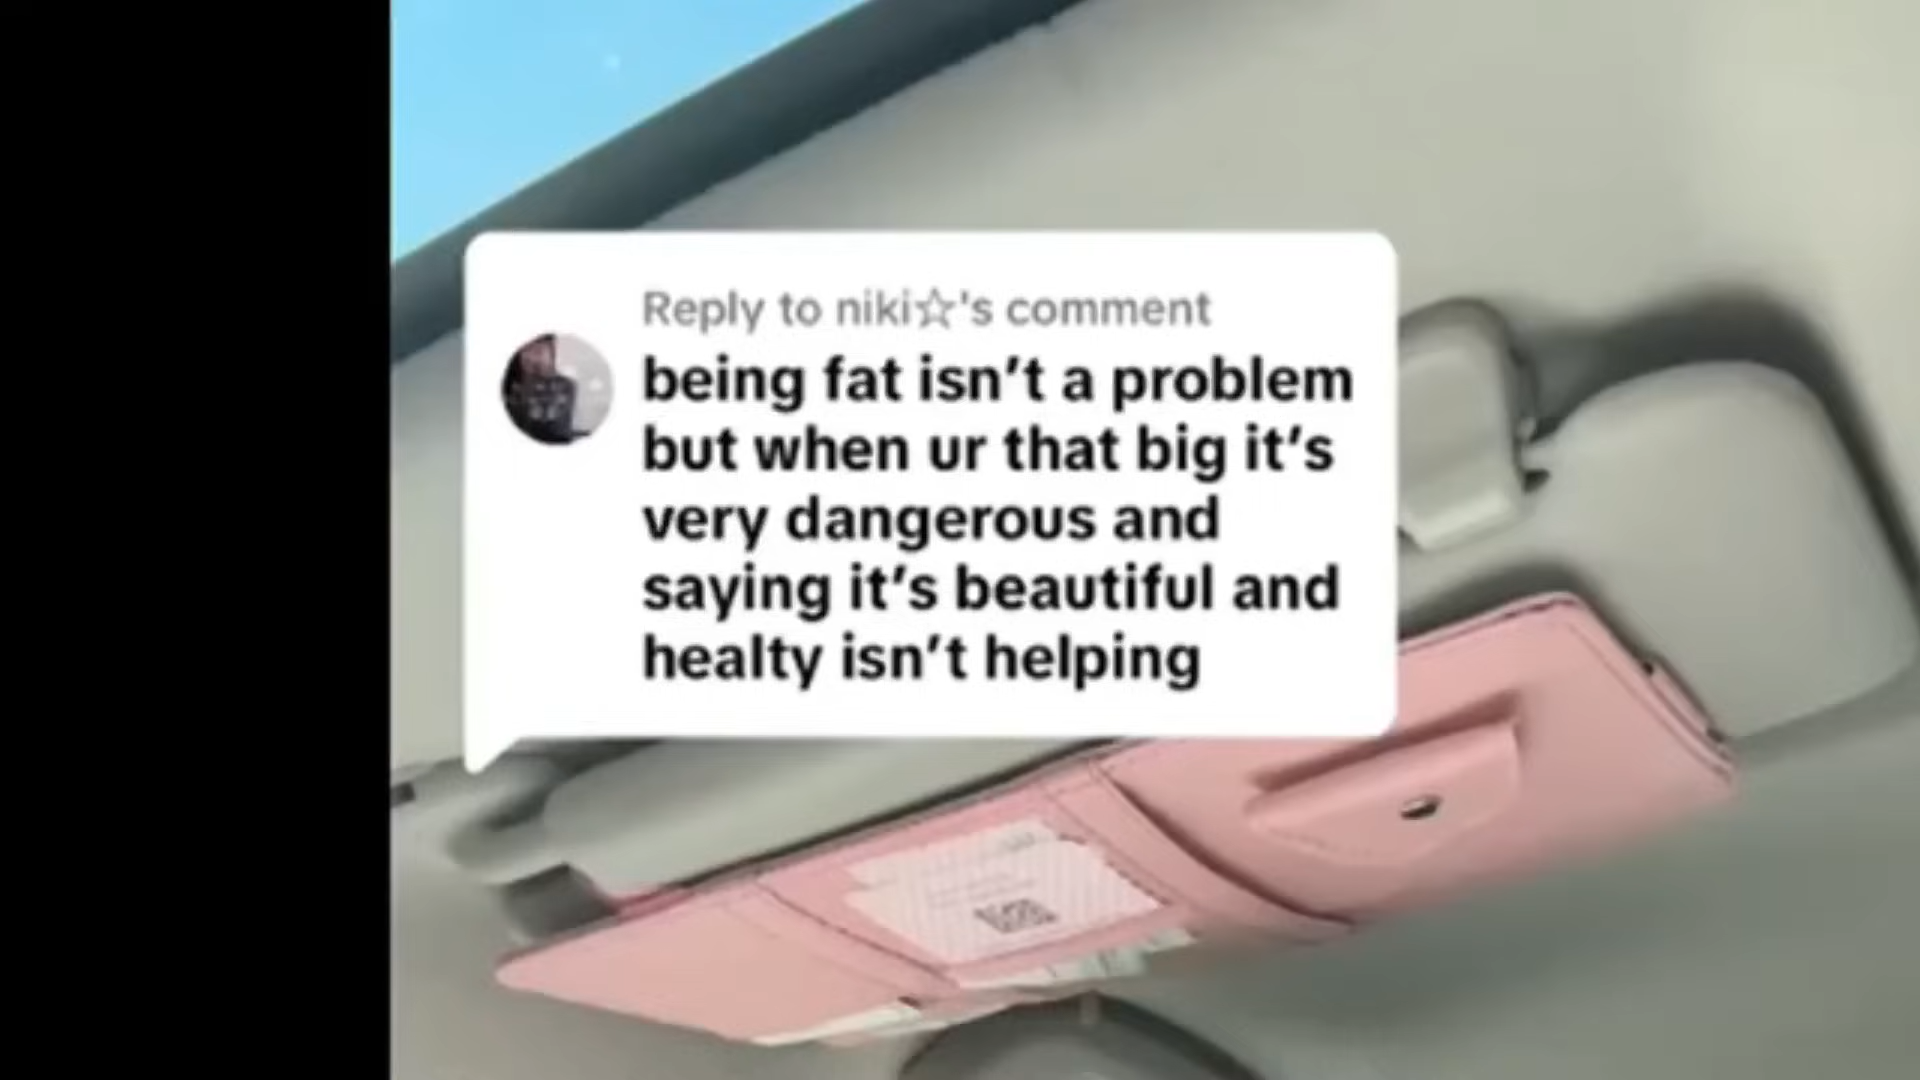 Reply to niki☆'s comment
being fat isn't a problem
but when ur that big it's
very dangerous and
saying it's beautiful and
healty isn't helping